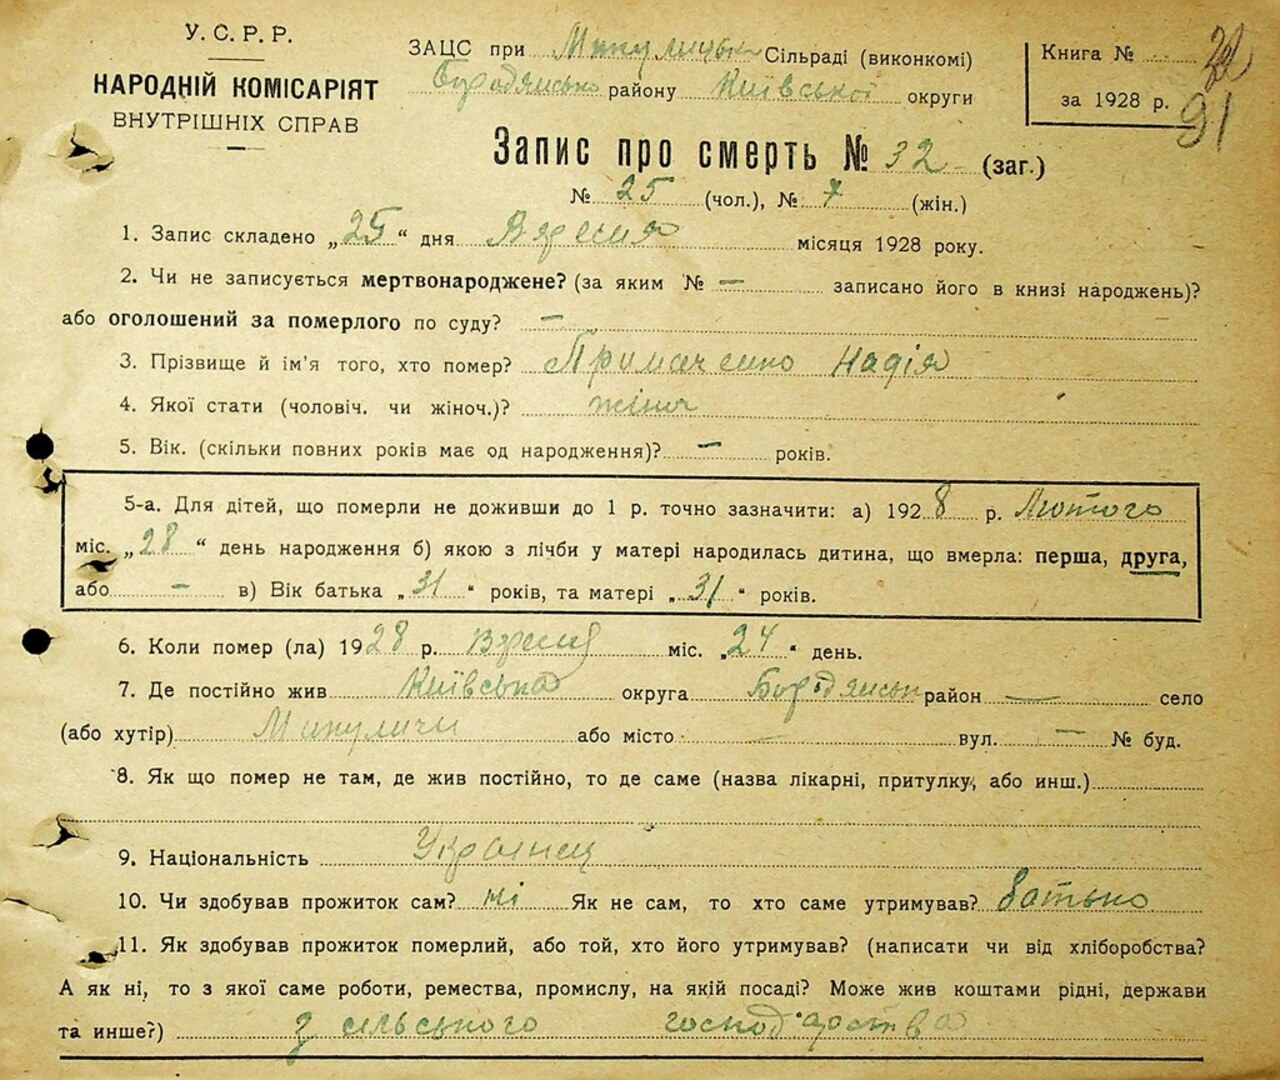 У. С. Р. Р.
НАРОДНІЙ КОМІСАРІЯТ
ВНУТРІШНІХ СПРАВ
ЗАЦС при Микулицькій Сільраді (виконкомі)
Бородянсько району Київської округи
Книга №
за 1928 р.
91
Запис про смерть № 32 (заг.)
№ 25 (чол.), № 7 (жін.)
1. Запис складено „25" дня Вересня місяця 1928 року.
2. Чи не записується мертвонароджене? (за яким № — записано його в книзі народжень)?
або оголошений за померлого по суду? —
3. Прізвище й ім'я того, хто помер? Примаченко Надія
4. Якої стати (чоловіч. чи жіноч.)? жіноч
5. Вік. (скільки повних років має од народження)? — років.
5-а. Для дітей, що померли не доживши до 1 р. точно зазначити: а) 1928 р. Лютого
міс. „28" день народження б) якою з лічби у матері народилась дитина, що вмерла: перша, друга,
або — в) Вік батька „31" років, та матері „31" років.
6. Коли помер (ла) 1928 р. Вересня міс. „24" день.
7. Де постійно жив Київська округа Бородянськ район — село
(або хутір) Микуличи або місто — вул. — № буд.
8. Як що помер не там, де жив постійно, то де саме (назва лікарні, притулку, або инш.)
9. Національність Українец
10. Чи здобував прожиток сам? ні Як не сам, то хто саме утримував? батько
11. Як здобував прожиток померлий, або той, хто його утримував? (написати чи від хліборобства?
А як ні, то з якої саме роботи, ремества, промислу, на якій посаді? Може жив коштами рідні, держави
та инше?) з сільського господарства